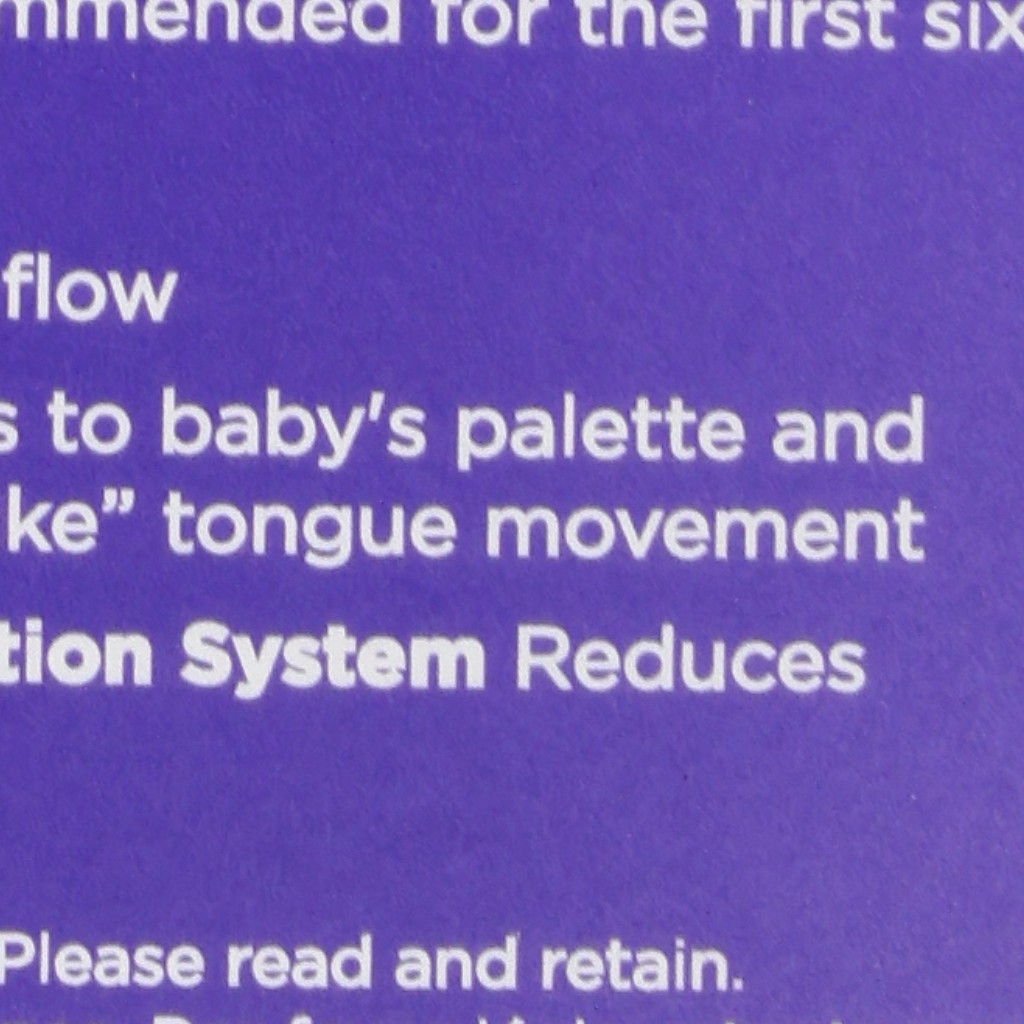 mmended for the first six
flow
s to baby's palette and
ke” tongue movement
tion System Reduces
Please read and retain.